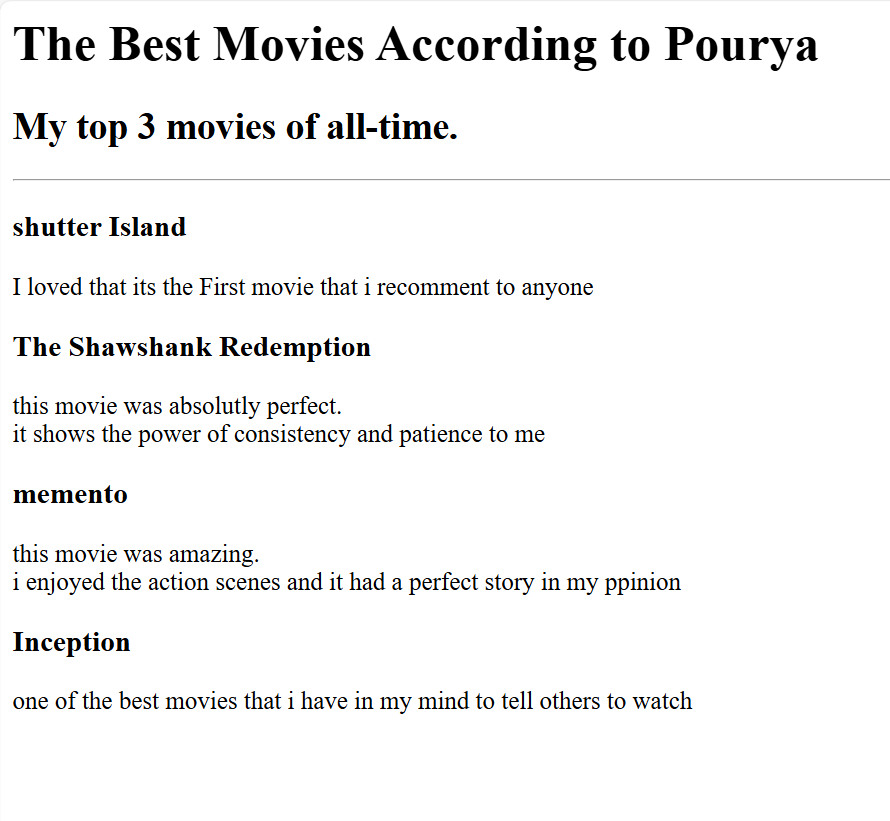 The Best Movies According to Pourya
My top 3 movies of all-time.
shutter Island
I loved that its the First movie that i recomment to anyone
The Shawshank Redemption
this movie was absolutly perfect.
it shows the power of consistency and patience to me
memento
this movie was amazing.
i enjoyed the action scenes and it had a perfect story in my ppinion
Inception
one of the best movies that i have in my mind to tell others to watch